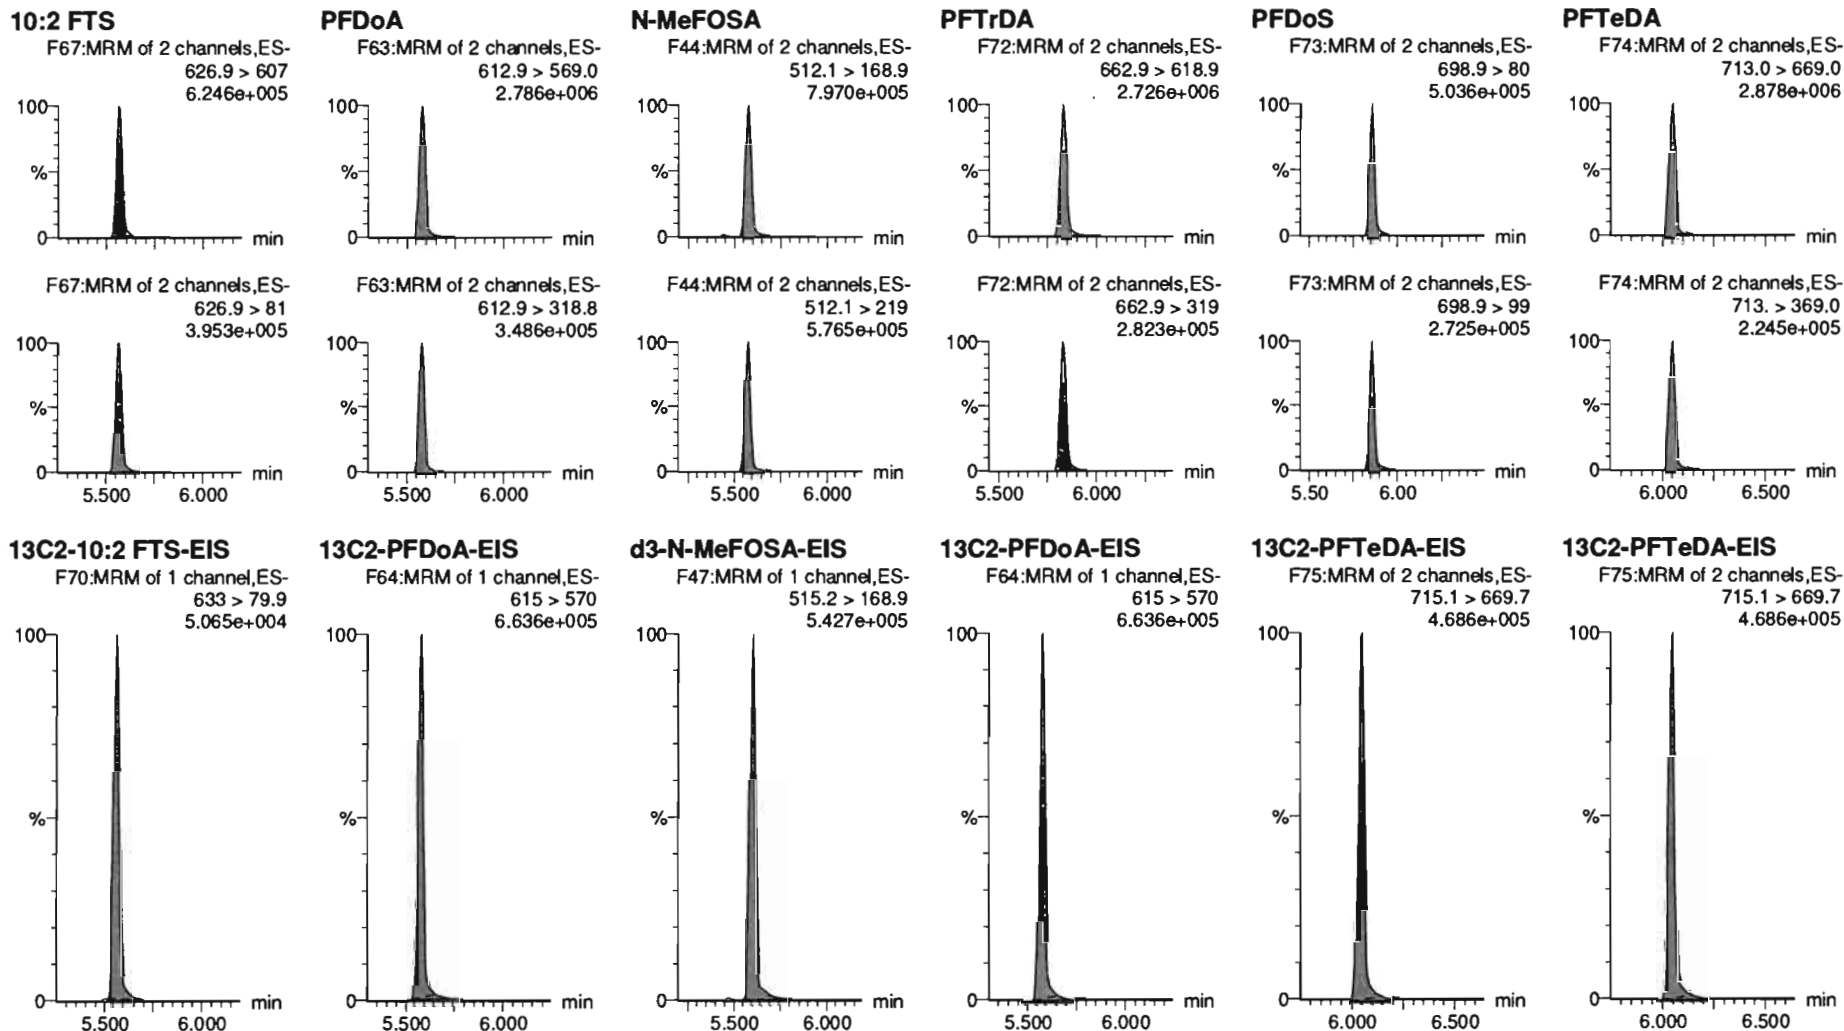 10:2 FTS
F67:MRM of 2 channels,ES-
626.9 > 607
6.246e+005
100
%
0
min
PFDoA
F63:MRM of 2 channels,ES-
612.9 > 569.0
2.786e+006
100
%
0
min
N-MeFOSA
F44:MRM of 2 channels,ES-
512.1 > 168.9
7.970e+005
100
%
0
min
PFTrDA
F72:MRM of 2 channels,ES-
662.9 > 618.9
2.726e+006
100
%
0
min
PFDoS
F73:MRM of 2 channels,ES-
698.9 > 80
5.036e+005
100
%
0
min
PFTeDA
F74:MRM of 2 channels,ES-
713.0 > 669.0
2.878e+006
100
%
0
min
F67:MRM of 2 channels,ES-
626.9 > 81
3.953e+005
100
%
0
min
5.500 6.000
F63:MRM of 2 channels,ES-
612.9 > 318.8
3.486e+005
100
%
0
min
5.500 6.000
F44:MRM of 2 channels,ES-
512.1 > 219
5.765e+005
100
%
0
min
5.500 6.000
F72:MRM of 2 channels,ES-
662.9 > 319
2.823e+005
100
%
0
min
5.500 6.000
F73:MRM of 2 channels,ES-
698.9 > 99
2.725e+005
100
%
0
min
5.50 6.00
F74:MRM of 2 channels,ES-
713. > 369.0
2.245e+005
100
%
0
min
6.000 6.500
13C2-10:2 FTS-EIS
F70:MRM of 1 channel,ES-
633 > 79.9
5.065e+004
100
%
0
min
5.500 6.000
13C2-PFDoA-EIS
F64:MRM of 1 channel,ES-
615 > 570
6.636e+005
100
%
0
min
5.500 6.000
d3-N-MeFOSA-EIS
F47:MRM of 1 channel,ES-
515.2 > 168.9
5.427e+005
100
%
0
min
5.500 6.000
13C2-PFDoA-EIS
F64:MRM of 1 channel,ES-
615 > 570
6.636e+005
100
%
0
min
5.500 6.000
13C2-PFTeDA-EIS
F75:MRM of 2 channels,ES-
715.1 > 669.7
4.686e+005
100
%
0
min
6.000 6.500
13C2-PFTeDA-EIS
F75:MRM of 2 channels,ES-
715.1 > 669.7
4.686e+005
100
%
0
min
6.000 6.500